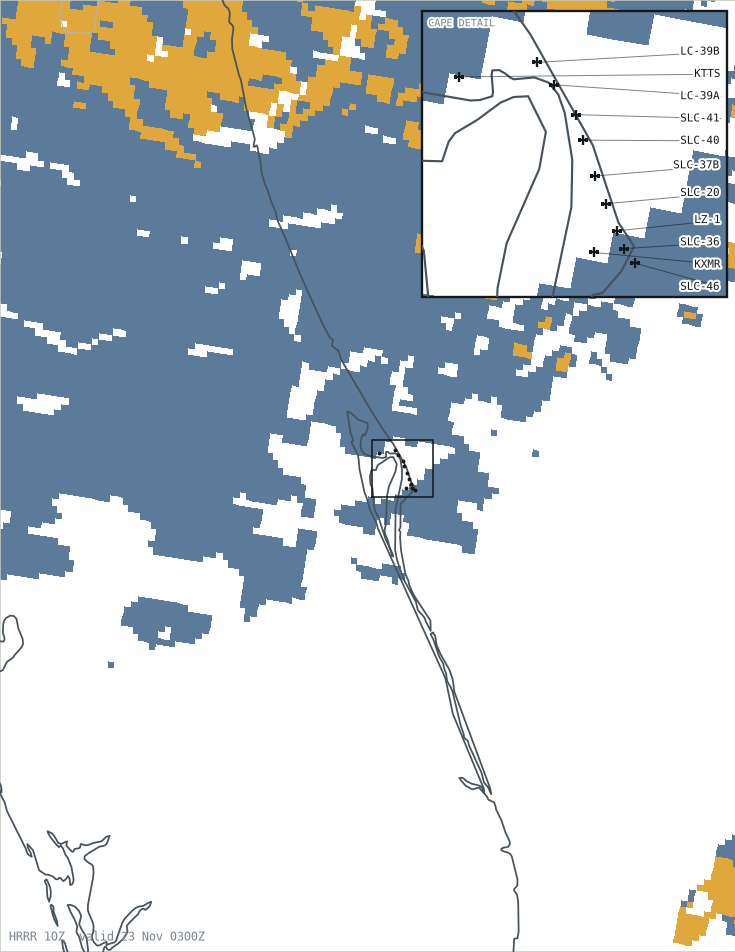 CAPE DETAIL
LC-39B
KTTS
LC-39A
SLC-41
SLC-40
SLC-37B
SLC-20
LZ-1
SLC-36
KXMR
SLC-46
HRRR 10Z valid 23 Nov 0300Z